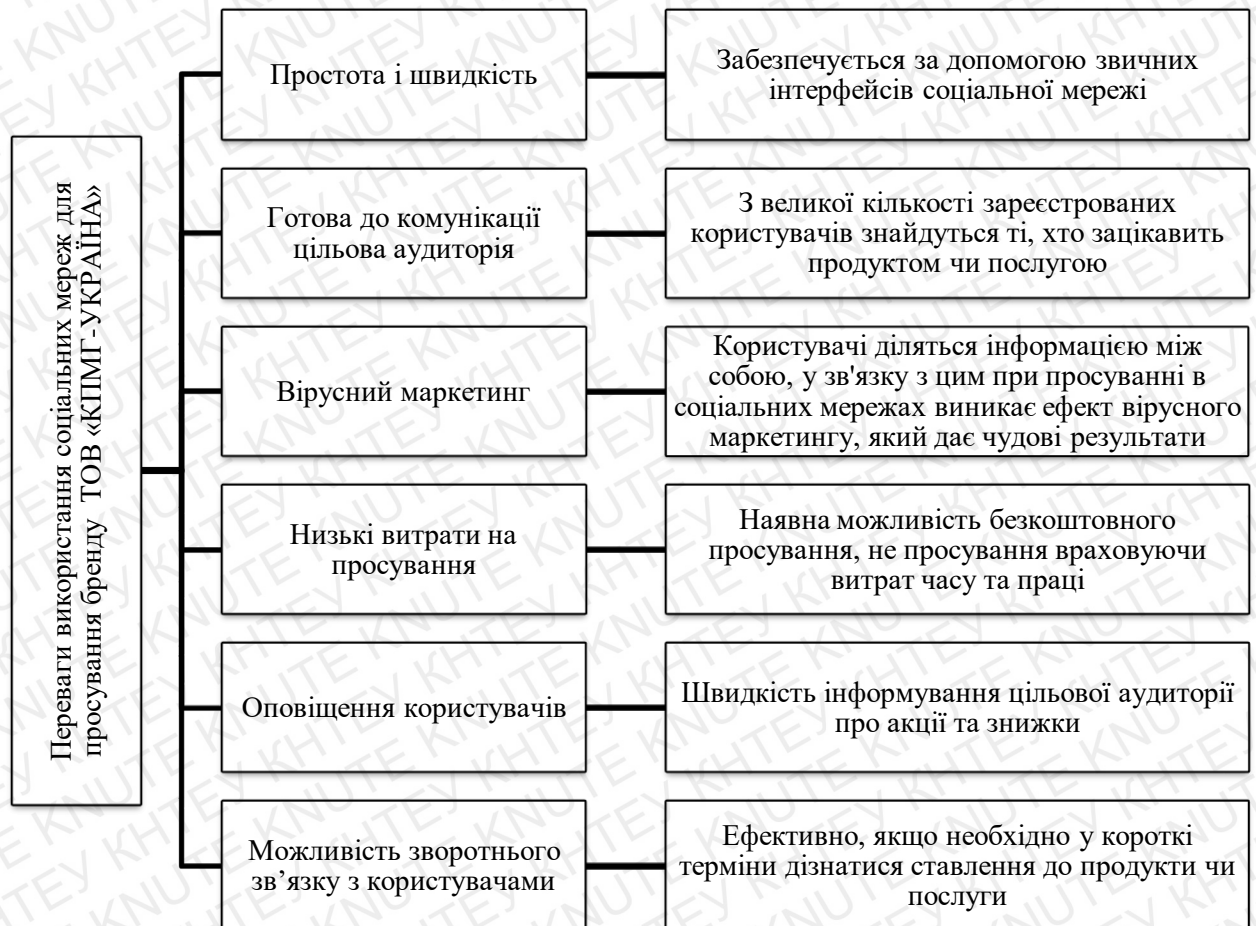 Переваги використання соціальних мереж для
просування бренду ТОВ «КПМГ-УКРАЇНА»
Простота і швидкість
Забезпечується за допомогою звичних
інтерфейсів соціальної мережі
Готова до комунікації
цільова аудиторія
З великої кількості зареєстрованих
користувачів знайдуться ті, хто зацікавить
продуктом чи послугою
Вірусний маркетинг
Користувачі діляться інформацією між
собою, у зв'язку з цим при просуванні в
соціальних мережах виникає ефект вірусного
маркетингу, який дає чудові результати
Низькі витрати на
просування
Наявна можливість безкоштовного
просування, не просування враховуючи
витрат часу та праці
Оповіщення користувачів
Швидкість інформування цільової аудиторії
про акції та знижки
Можливість зворотнього
зв’язку з користувачами
Ефективно, якщо необхідно у короткі
терміни дізнатися ставлення до продукти чи
послуги